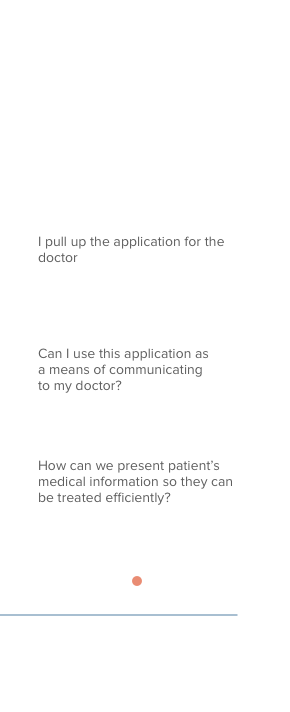 I pull up the application for the
doctor
Can I use this application as
a means of communicating
to my doctor?
How can we present patient’s
medical information so they can
be treated efficiently?